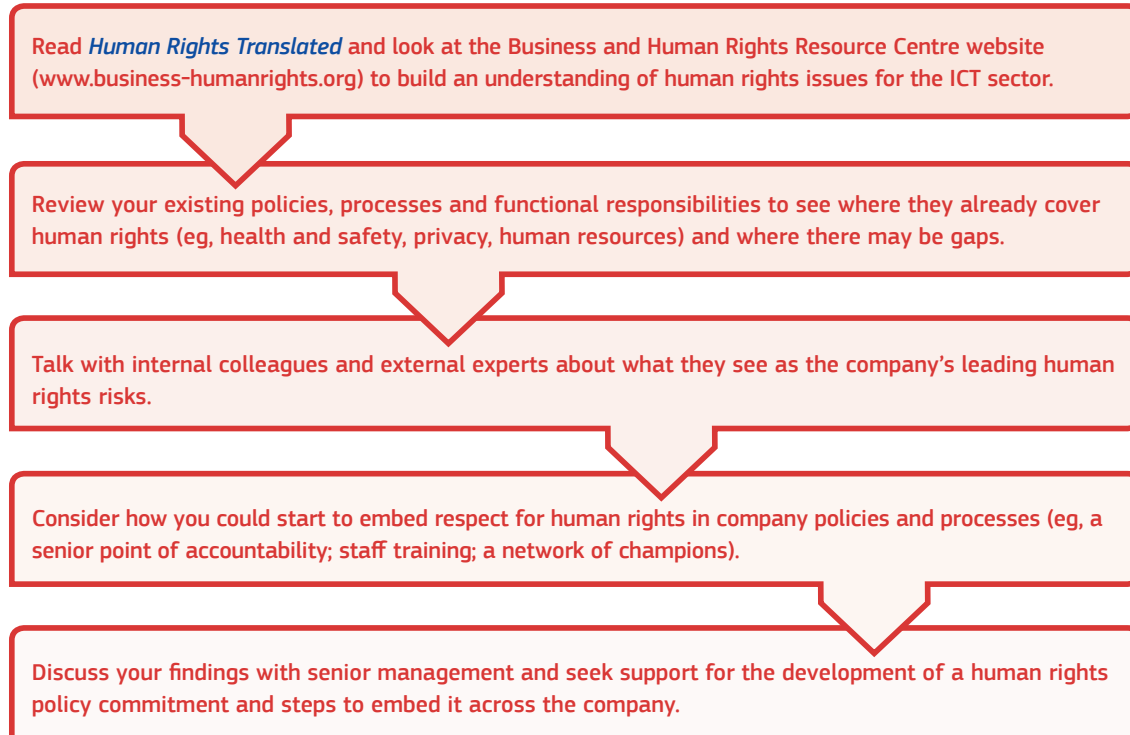 Read Human Rights Translated and look at the Business and Human Rights Resource Centre website
(www.business-humanrights.org) to build an understanding of human rights issues for the ICT sector.
Review your existing policies, processes and functional responsibilities to see where they already cover
human rights (eg, health and safety, privacy, human resources) and where there may be gaps.
Talk with internal colleagues and external experts about what they see as the company’s leading human
rights risks.
Consider how you could start to embed respect for human rights in company policies and processes (eg, a
senior point of accountability; staff training; a network of champions).
Discuss your findings with senior management and seek support for the development of a human rights
policy commitment and steps to embed it across the company.